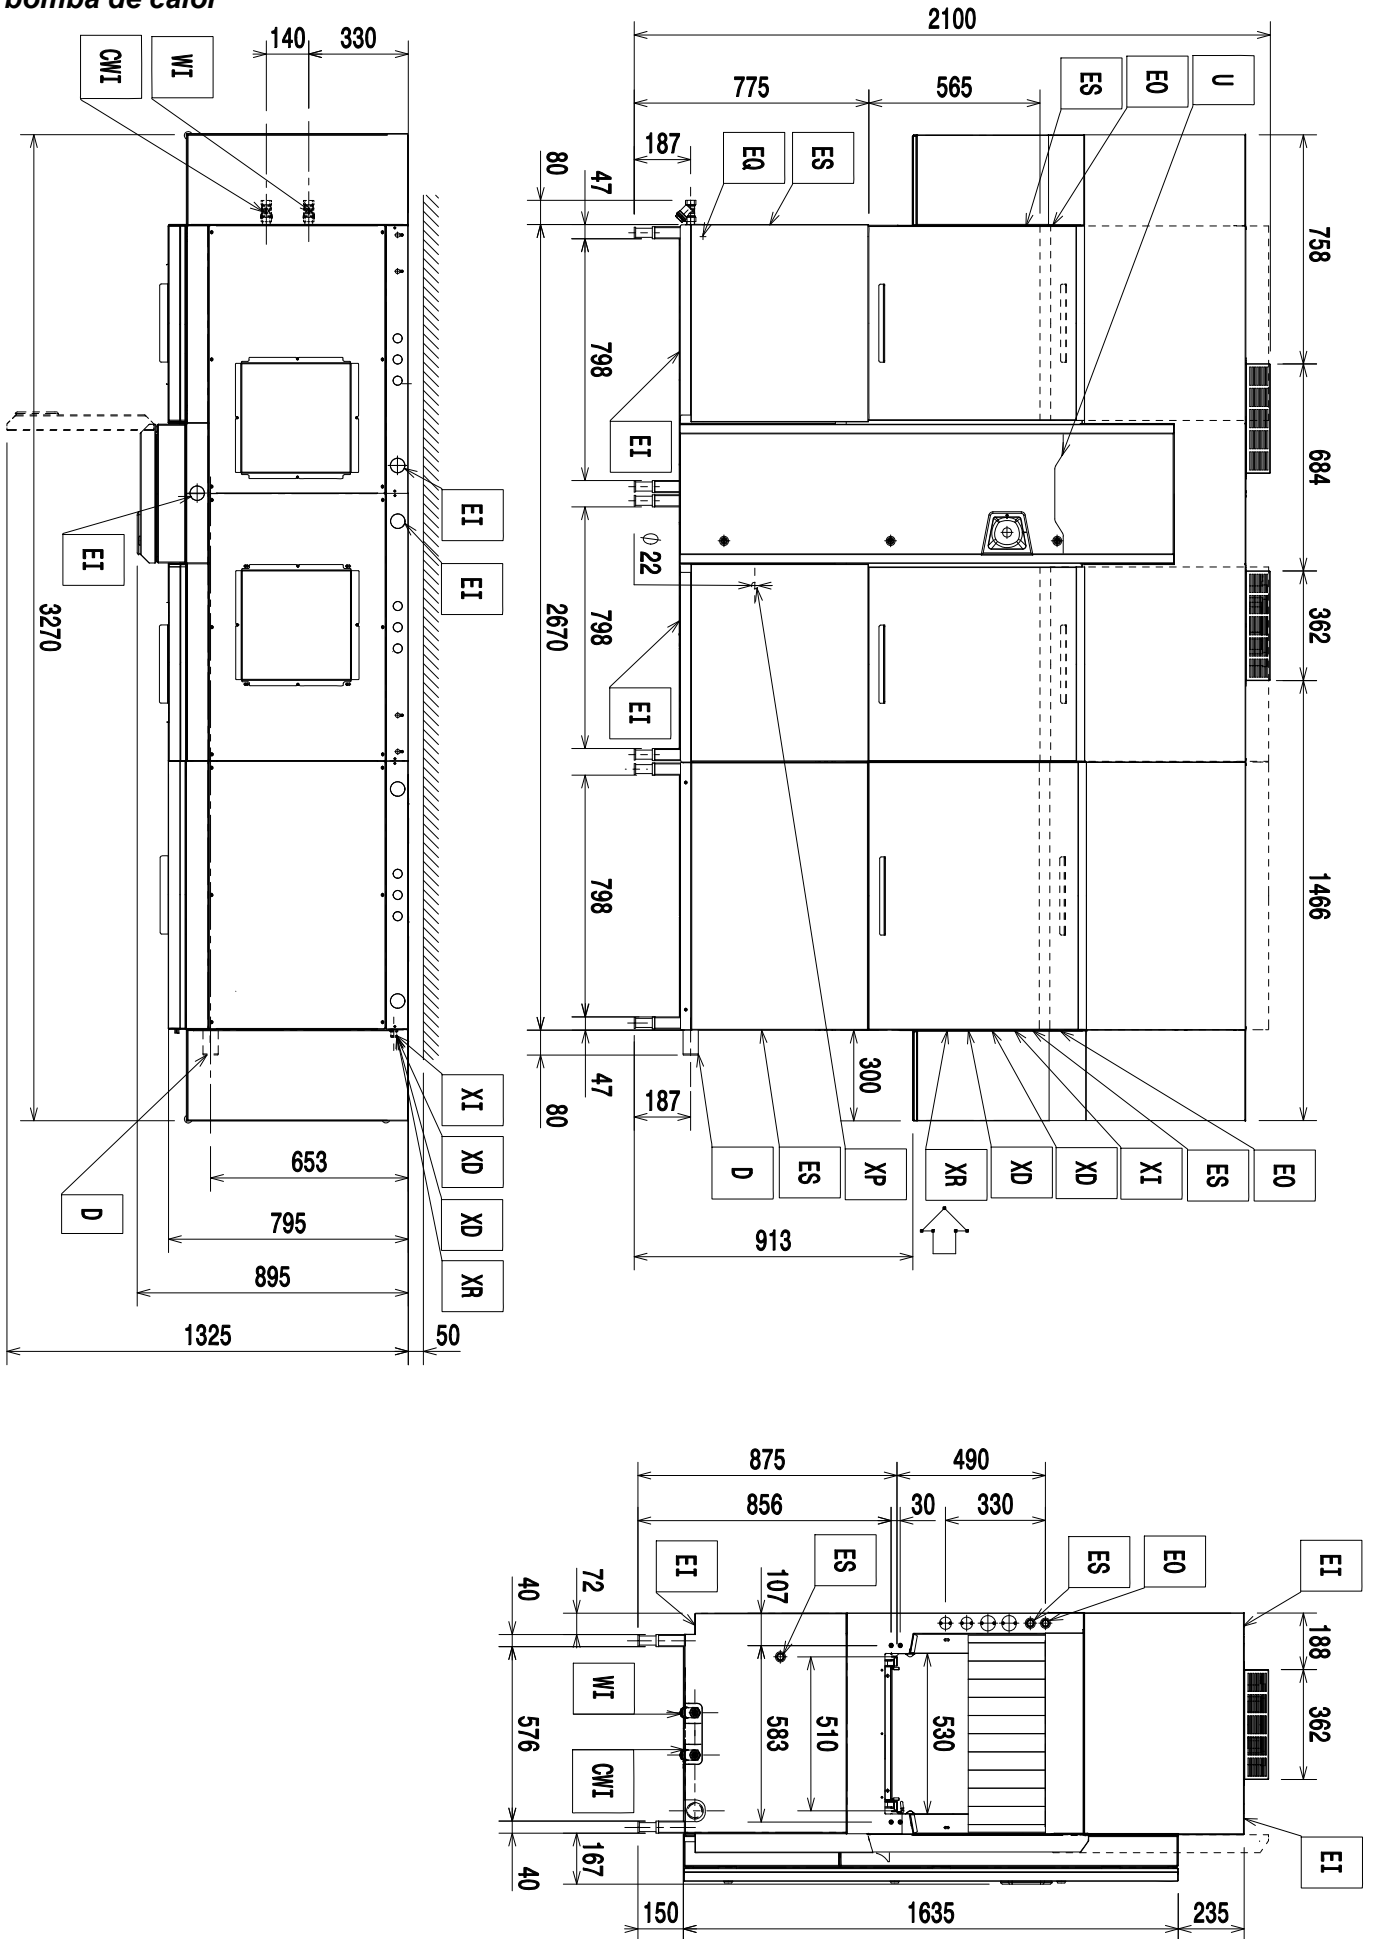 bomba de calor
140
330
CWI
WI
3270
EI
EI
EI
D
XI
XD
XD
XR
653
795
895
1325
50
2100
775
565
187
ES
EO
U
EQ
ES
80
47
758
798
684
EI
Ø 22
2670
798
362
EI
798
1466
47
80
187
300
D
ES
XP
XR
XD
XD
XI
ES
EO
913
875
490
856
30
330
EI
ES
ES
EO
EI
40
72
107
188
WI
576
583
510
530
362
CWI
40
167
EI
150
1635
235